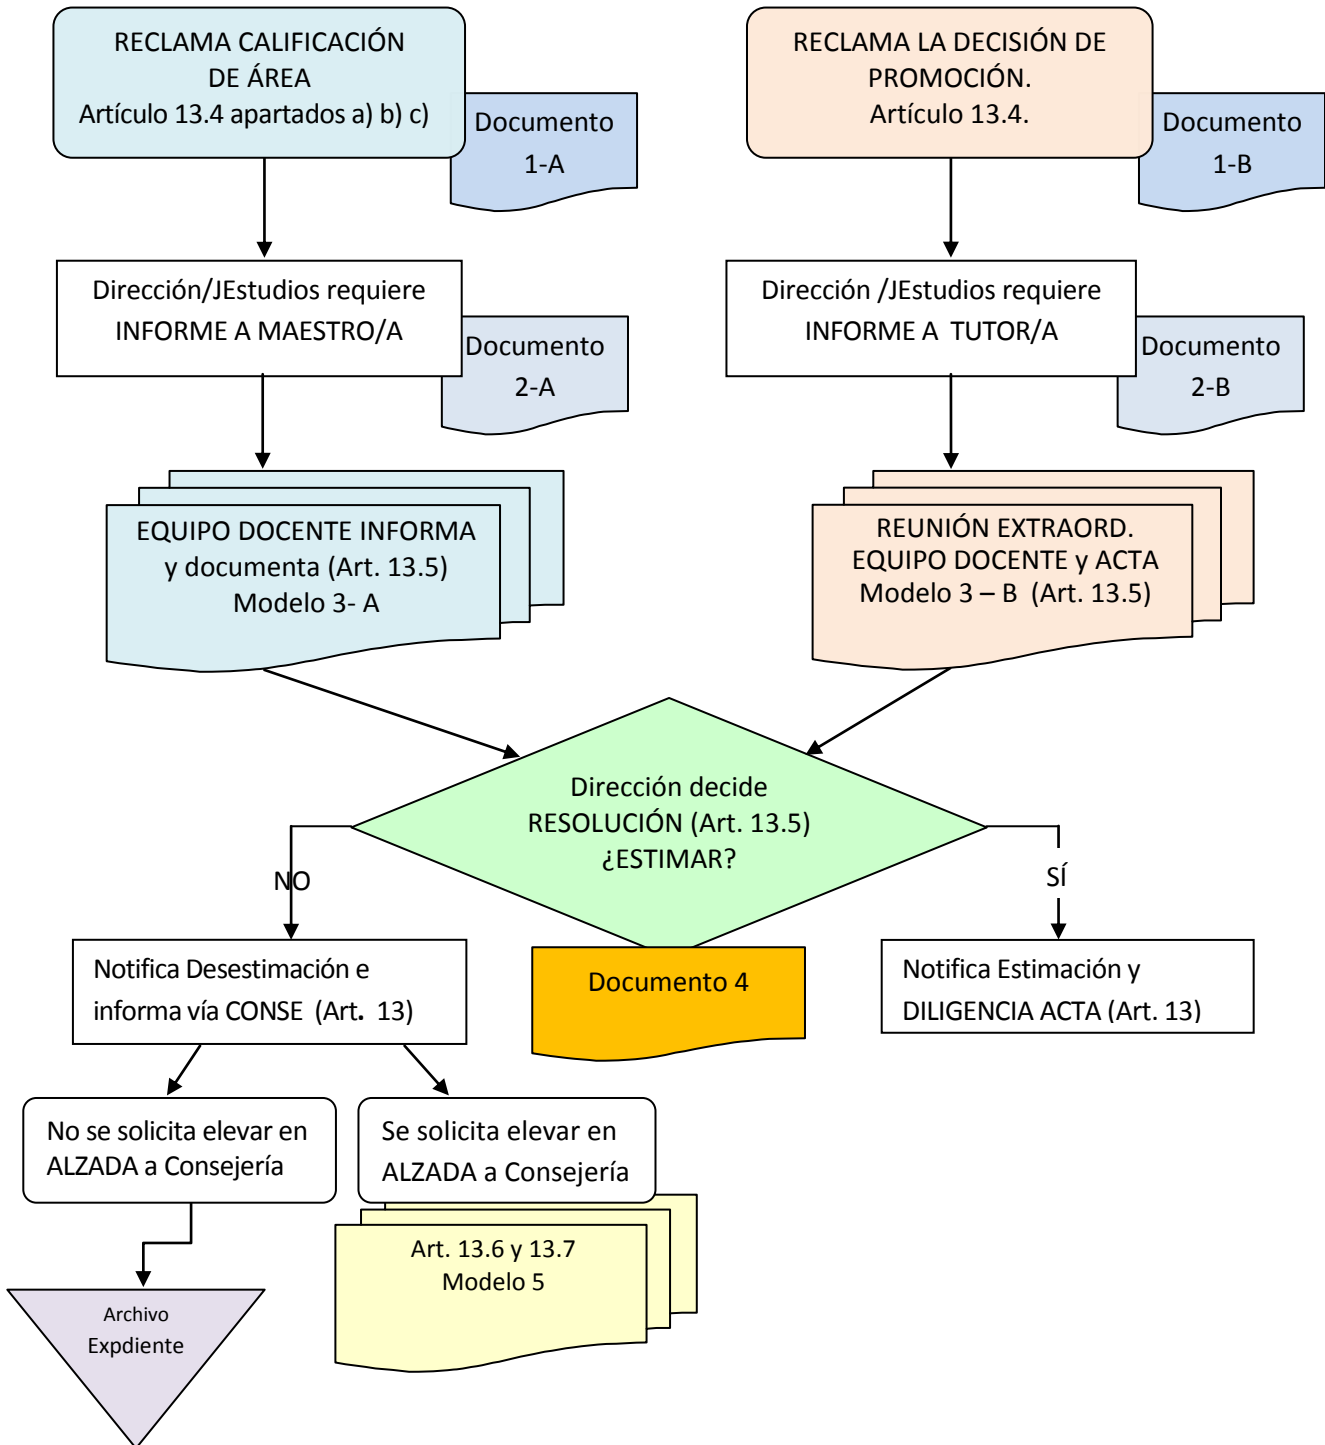 RECLAMA CALIFICACIÓN
DE ÁREA
Artículo 13.4 apartados a) b) c)
Documento
1-A
RECLAMA LA DECISIÓN DE
PROMOCIÓN.
Artículo 13.4.
Documento
1-B
Dirección/JEstudios requiere
INFORME A MAESTRO/A
Documento
2-A
Dirección /JEstudios requiere
INFORME A TUTOR/A
Documento
2-B
EQUIPO DOCENTE INFORMA
y documenta (Art. 13.5)
Modelo 3- A
REUNIÓN EXTRAORD.
EQUIPO DOCENTE y ACTA
Modelo 3 – B (Art. 13.5)
Dirección decide
RESOLUCIÓN (Art. 13.5)
¿ESTIMAR?
NO
SÍ
Notifica Desestimación e
informa vía CONSE (Art. 13)
Documento 4
Notifica Estimación y
DILIGENCIA ACTA (Art. 13)
No se solicita elevar en
ALZADA a Consejería
Se solicita elevar en
ALZADA a Consejería
Art. 13.6 y 13.7
Modelo 5
Archivo
Expdiente